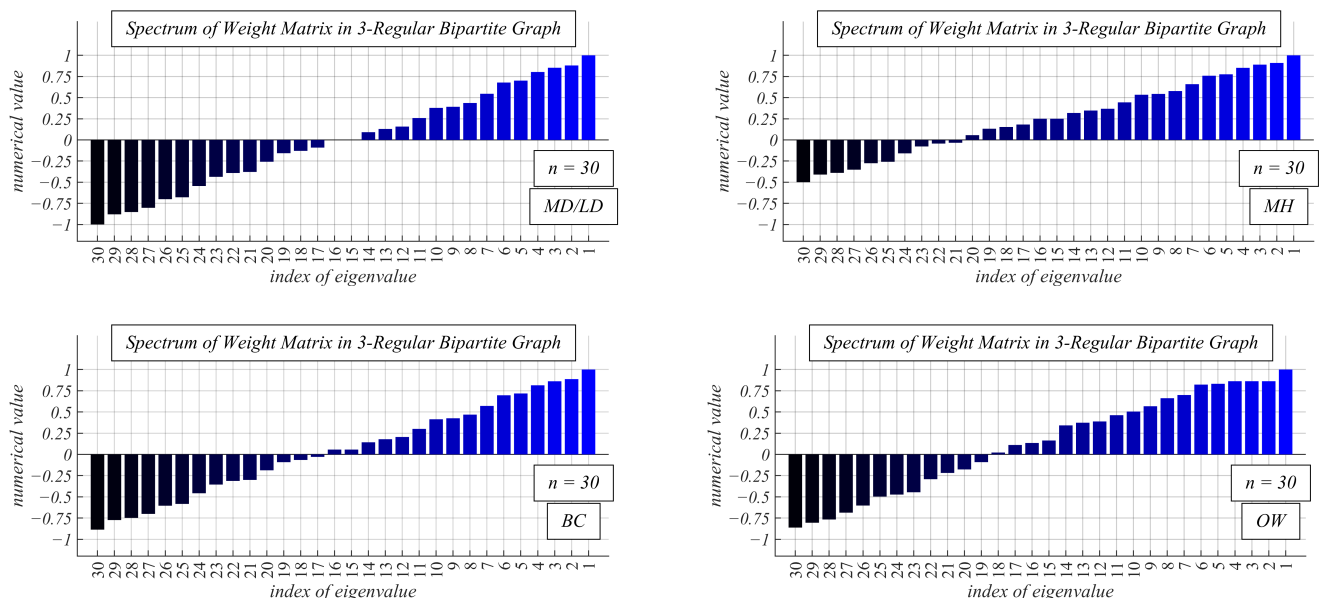 Spectrum of Weight Matrix in 3-Regular Bipartite Graph
numerical value
1
0.75
0.5
0.25
0
−0.25
−0.5
−0.75
−1
n = 30
MD/LD
30 29 28 27 26 25 24 23 22 21 20 19 18 17 16 15 14 13 12 11 10 9 8 7 6 5 4 3 2 1
index of eigenvalue
Spectrum of Weight Matrix in 3-Regular Bipartite Graph
numerical value
1
0.75
0.5
0.25
0
−0.25
−0.5
−0.75
−1
n = 30
MH
30 29 28 27 26 25 24 23 22 21 20 19 18 17 16 15 14 13 12 11 10 9 8 7 6 5 4 3 2 1
index of eigenvalue
Spectrum of Weight Matrix in 3-Regular Bipartite Graph
numerical value
1
0.75
0.5
0.25
0
−0.25
−0.5
−0.75
−1
n = 30
BC
30 29 28 27 26 25 24 23 22 21 20 19 18 17 16 15 14 13 12 11 10 9 8 7 6 5 4 3 2 1
index of eigenvalue
Spectrum of Weight Matrix in 3-Regular Bipartite Graph
numerical value
1
0.75
0.5
0.25
0
−0.25
−0.5
−0.75
−1
n = 30
OW
30 29 28 27 26 25 24 23 22 21 20 19 18 17 16 15 14 13 12 11 10 9 8 7 6 5 4 3 2 1
index of eigenvalue